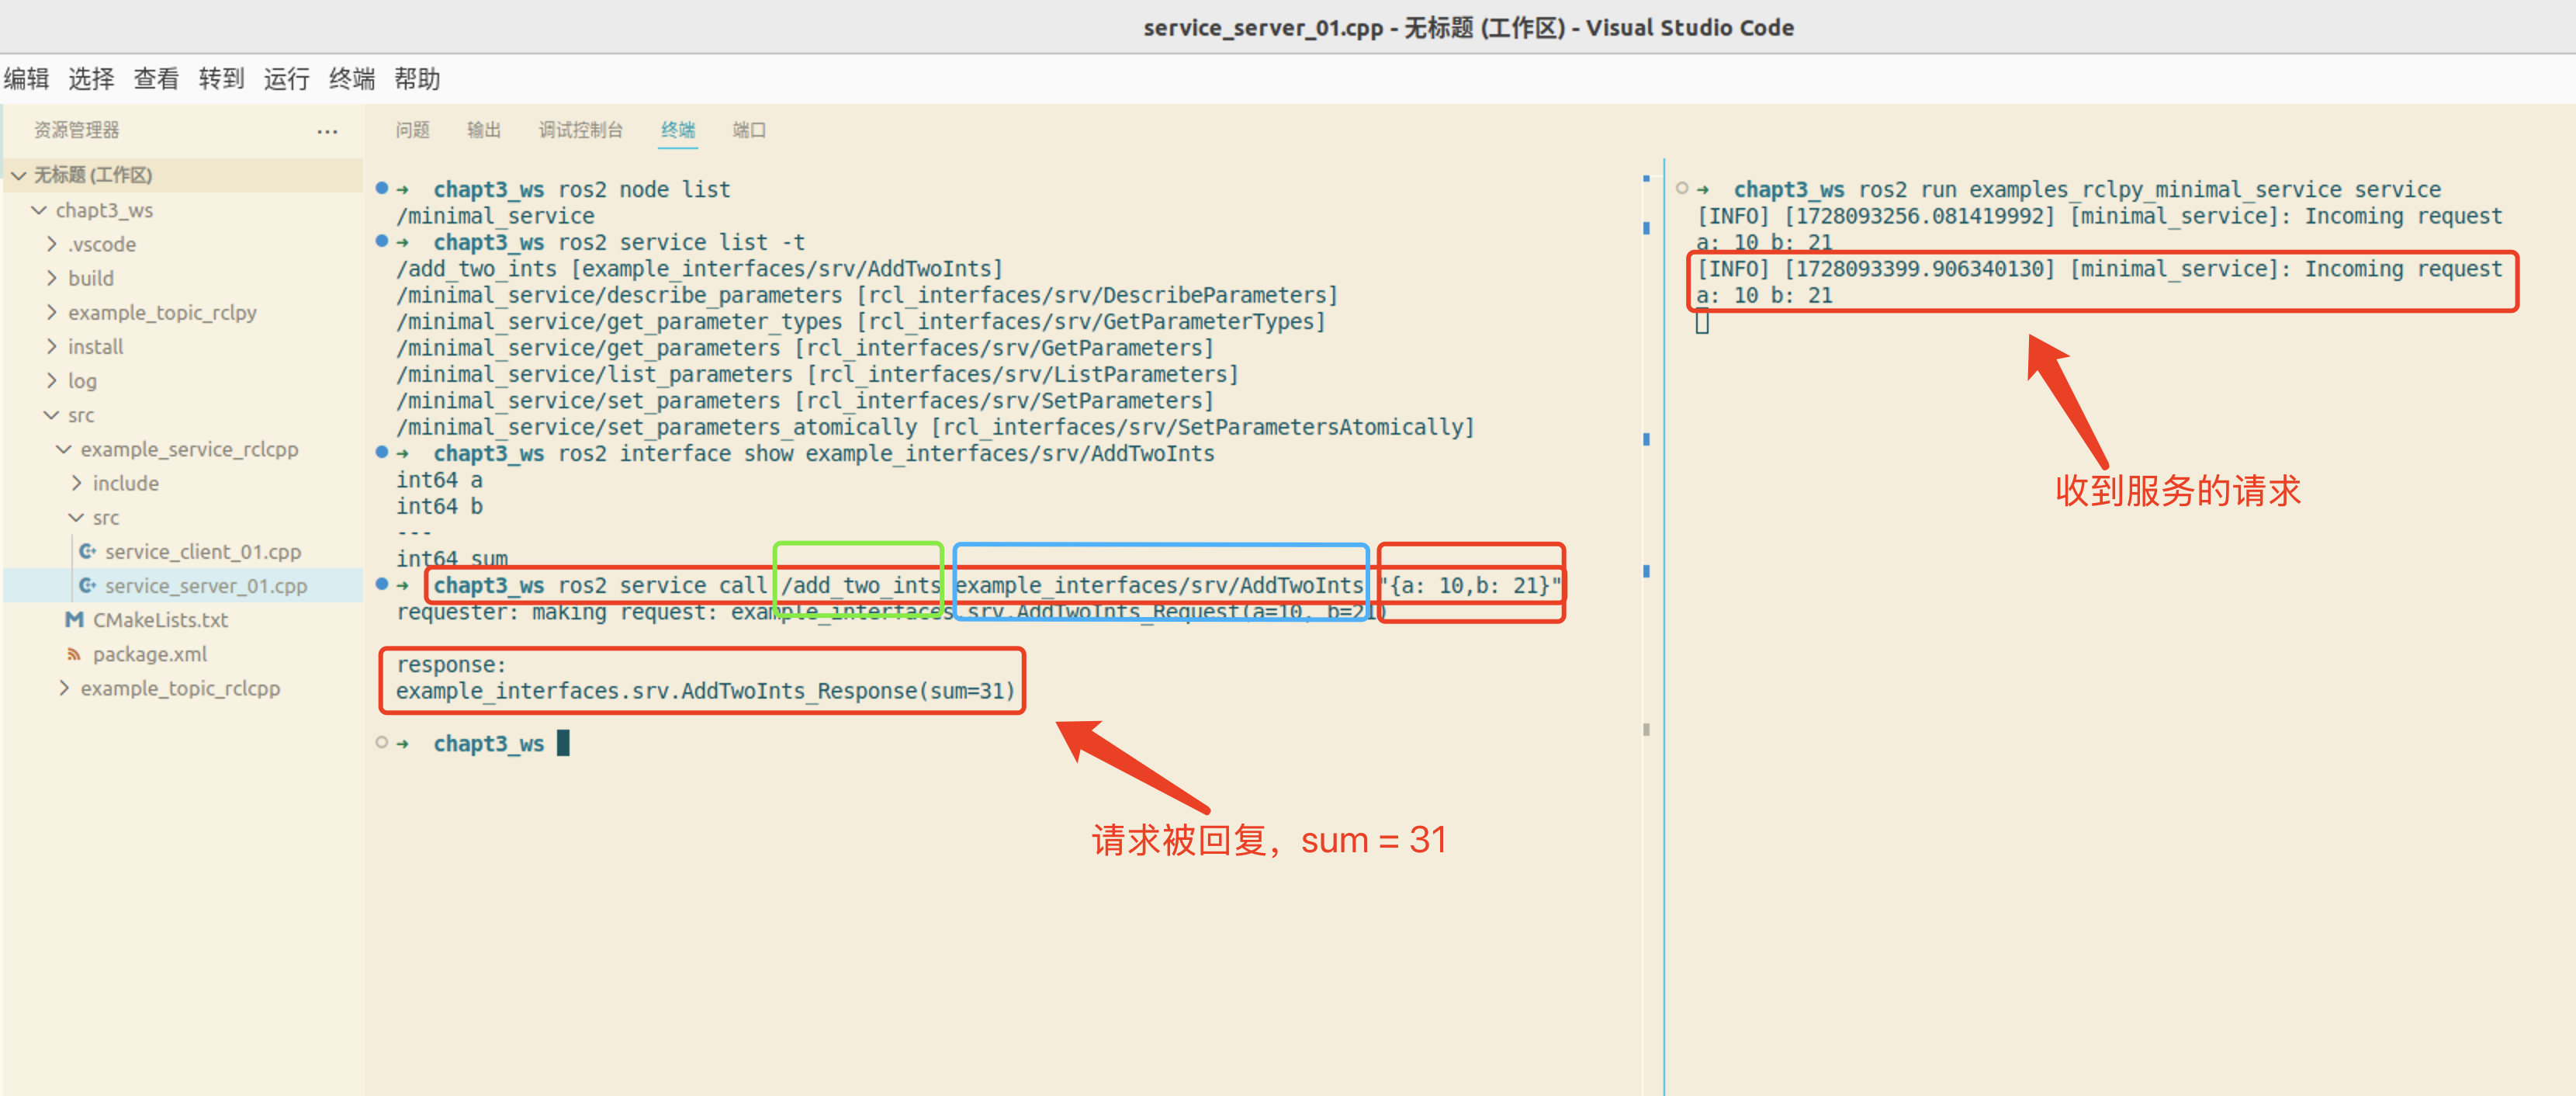 service_server_01.cpp - 无标题 (工作区) - Visual Studio Code
编辑 选择 查看 转到 运行 终端 帮助
资源管理器 ...
无标题 (工作区)
chapt3_ws
.vscode
build
example_topic_rclpy
install
log
src
example_service_rclcpp
include
src
service_client_01.cpp
service_server_01.cpp
CMakeLists.txt
package.xml
example_topic_rclcpp
问题 输出 调试控制台 终端 端口
→ chapt3_ws ros2 node list
/minimal_service
→ chapt3_ws ros2 service list -t
/add_two_ints [example_interfaces/srv/AddTwoInts]
/minimal_service/describe_parameters [rcl_interfaces/srv/DescribeParameters]
/minimal_service/get_parameter_types [rcl_interfaces/srv/GetParameterTypes]
/minimal_service/get_parameters [rcl_interfaces/srv/GetParameters]
/minimal_service/list_parameters [rcl_interfaces/srv/ListParameters]
/minimal_service/set_parameters [rcl_interfaces/srv/SetParameters]
/minimal_service/set_parameters_atomically [rcl_interfaces/srv/SetParametersAtomically]
→ chapt3_ws ros2 interface show example_interfaces/srv/AddTwoInts
int64 a
int64 b
---
int64 sum
→ chapt3_ws ros2 service call /add_two_ints example_interfaces/srv/AddTwoInts "{a: 10,b: 21}"
requester: making request: example_interfaces.srv.AddTwoInts_Request(a=10, b=21)
response:
example_interfaces.srv.AddTwoInts_Response(sum=31)
→ chapt3_ws
请求被回复，sum = 31
→ chapt3_ws ros2 run examples_rclpy_minimal_service service
[INFO] [1728093256.081419992] [minimal_service]: Incoming request
a: 10 b: 21
[INFO] [1728093399.906340130] [minimal_service]: Incoming request
a: 10 b: 21
收到服务的请求